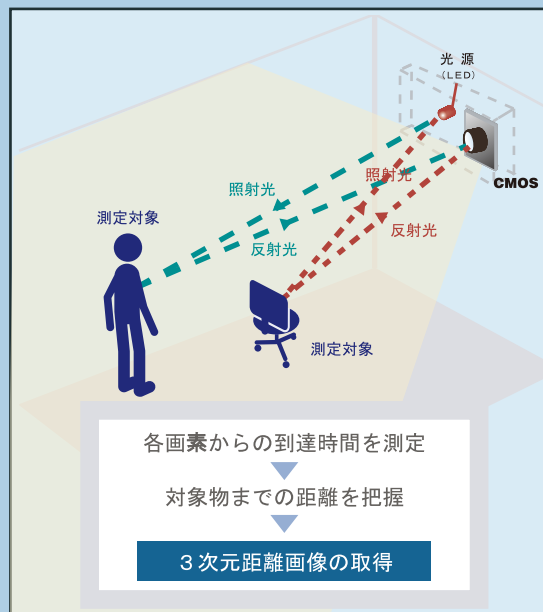 光 源
(LED)
CMOS
照射光
照射光
測定対象
反射光
反射光
測定対象
各画素からの到達時間を測定
対象物までの距離を把握
3次元距離画像の取得